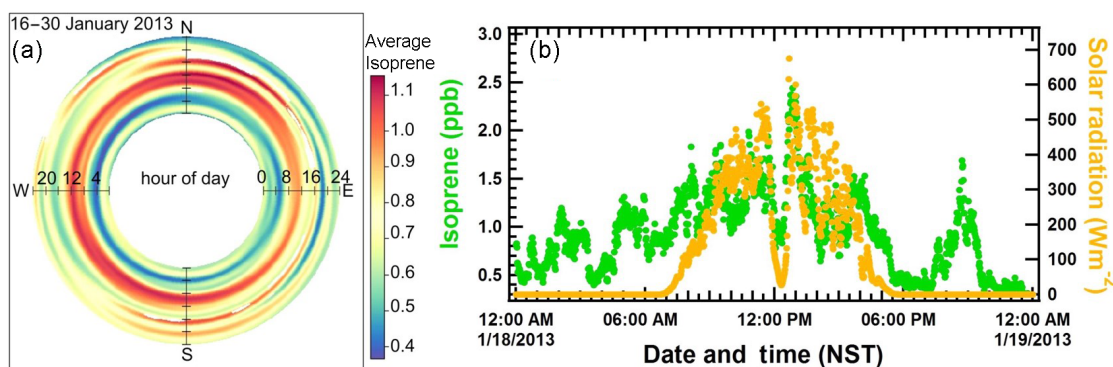 16–30 January 2013
(a)
N
Average
Isoprene
1.1
1.0
0.9
0.8
0.7
0.6
0.5
0.4
W 20 12 4 hour of day 0 8 16 24 E
S
(b)
3.0
2.5
2.0
1.5
1.0
0.5
Isoprene (ppb)
700
600
500
400
300
200
100
0
Solar radiation (Wm⁻²)
12:00 AM 06:00 AM 12:00 PM 06:00 PM 12:00 AM
1/18/2013 1/19/2013
Date and time (NST)